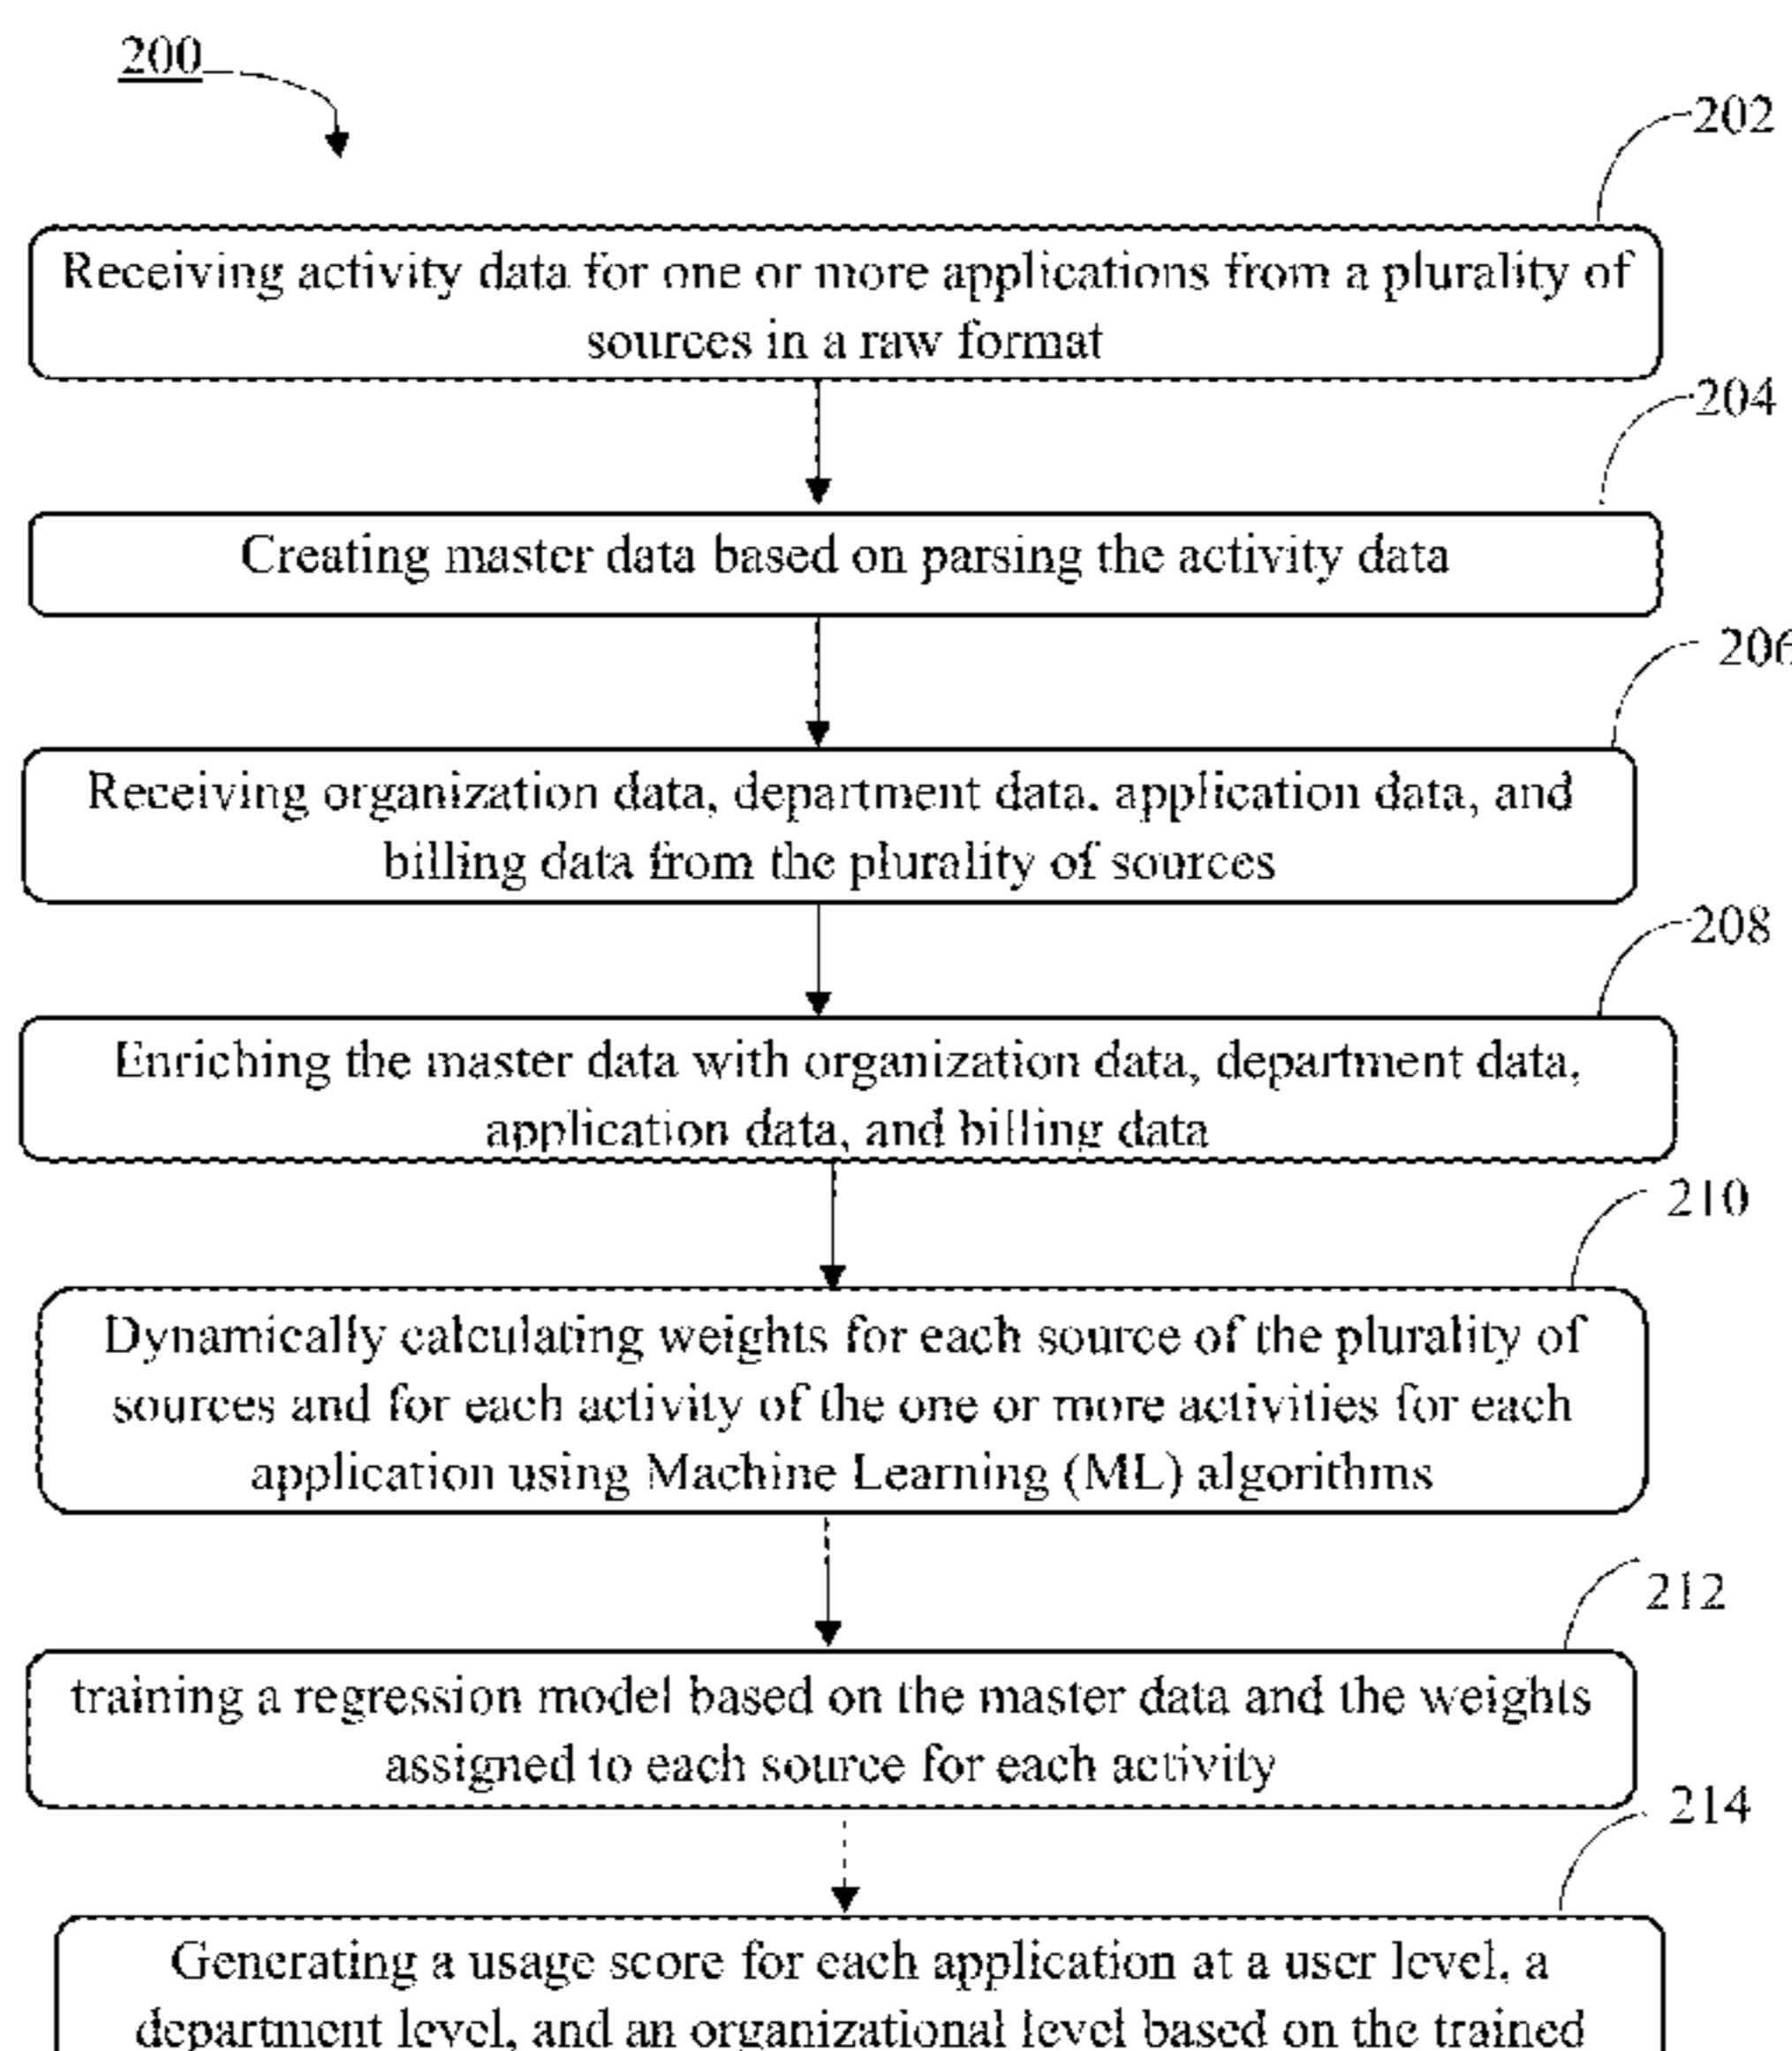 200
202
Receiving activity data for one or more applications from a plurality of
sources in a raw format
204
Creating master data based on parsing the activity data
206
Receiving organization data, department data, application data, and
billing data from the plurality of sources
208
Enriching the master data with organization data, department data,
application data, and billing data
210
Dynamically calculating weights for each source of the plurality of
sources and for each activity of the one or more activities for each
application using Machine Learning (ML) algorithms
212
training a regression model based on the master data and the weights
assigned to each source for each activity
214
Generating a usage score for each application at a user level, a
department level, and an organizational level based on the trained